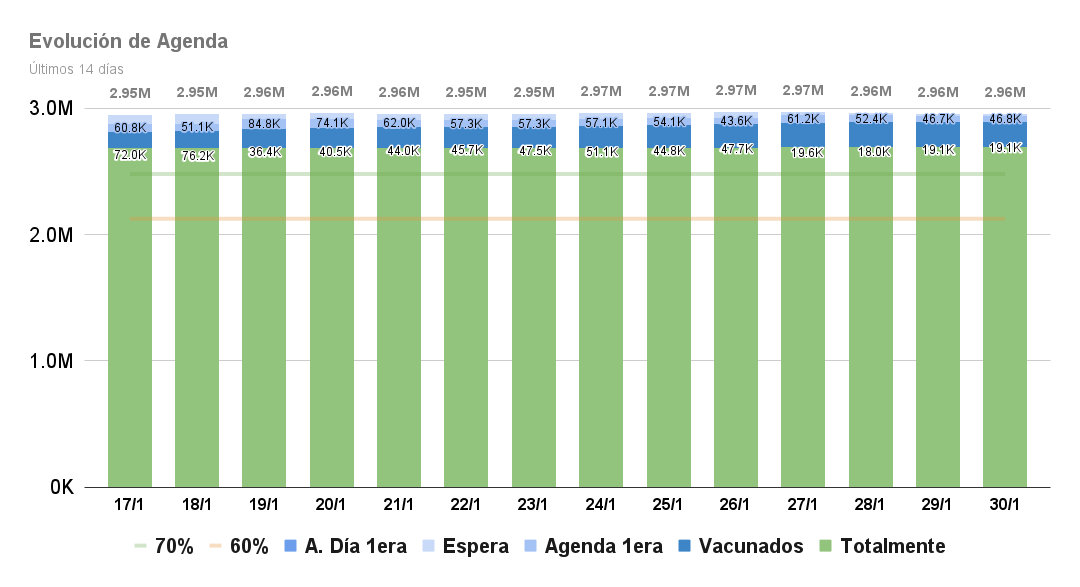 Evolución de Agenda
Últimos 14 días
2.95M 2.95M 2.96M 2.96M 2.96M 2.95M 2.95M 2.97M 2.97M 2.97M 2.97M 2.96M 2.96M 2.96M
3.0M
60.8K 51.1K 84.8K 74.1K 62.0K 57.3K 57.3K 57.1K 54.1K 43.6K 61.2K 52.4K 46.7K 46.8K
72.0K 76.2K 36.4K 40.5K 44.0K 45.7K 47.5K 51.1K 44.8K 47.7K 19.6K 18.0K 19.1K 19.1K
2.0M
1.0M
0K
17/1 18/1 19/1 20/1 21/1 22/1 23/1 24/1 25/1 26/1 27/1 28/1 29/1 30/1
70% 60% A. Día 1era Espera Agenda 1era Vacunados Totalmente